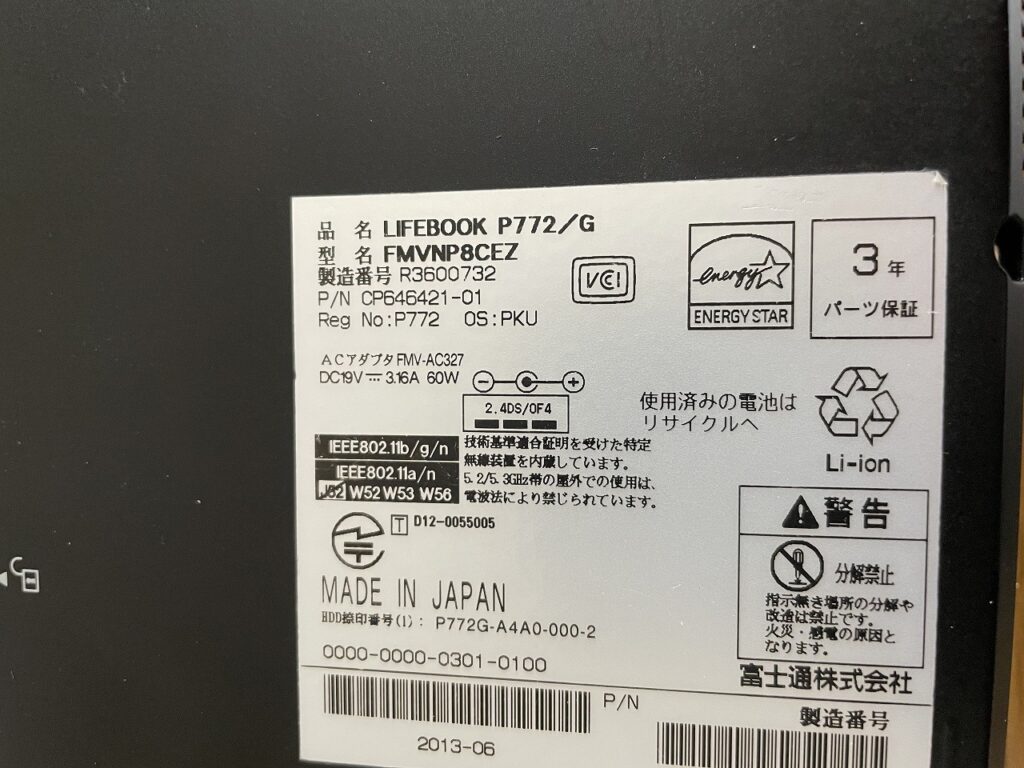 品 名 LIFEBOOK P772/G
型 名 FMVNP8CEZ
製造番号 R3600732
P/N CP646421-01
Reg No:P772 OS:PKU
VCI
energy
ENERGY STAR
3年
パーツ保証
ACアダプタ FMV-AC327
DC19V 3.16A 60W
2.4DS/OF4
使用済みの電池は
リサイクルへ
Li-ion
IEEE802.11b/g/n
IEEE802.11a/n
J52 W52 W53 W56
技術基準適合証明を受けた特定
無線装置を内蔵しています。
5.2/5.3GHz帯の屋外での使用は、
電波法により禁じられています。
T D12-0055005
MADE IN JAPAN
HDD捺印番号(1): P772G-A4A0-000-2
0000-0000-0301-0100
警告
分解禁止
指示無き場所の分解や
改造は禁止です。
火災・感電の原因と
なります。
富士通株式会社
P/N
製造番号
2013-06